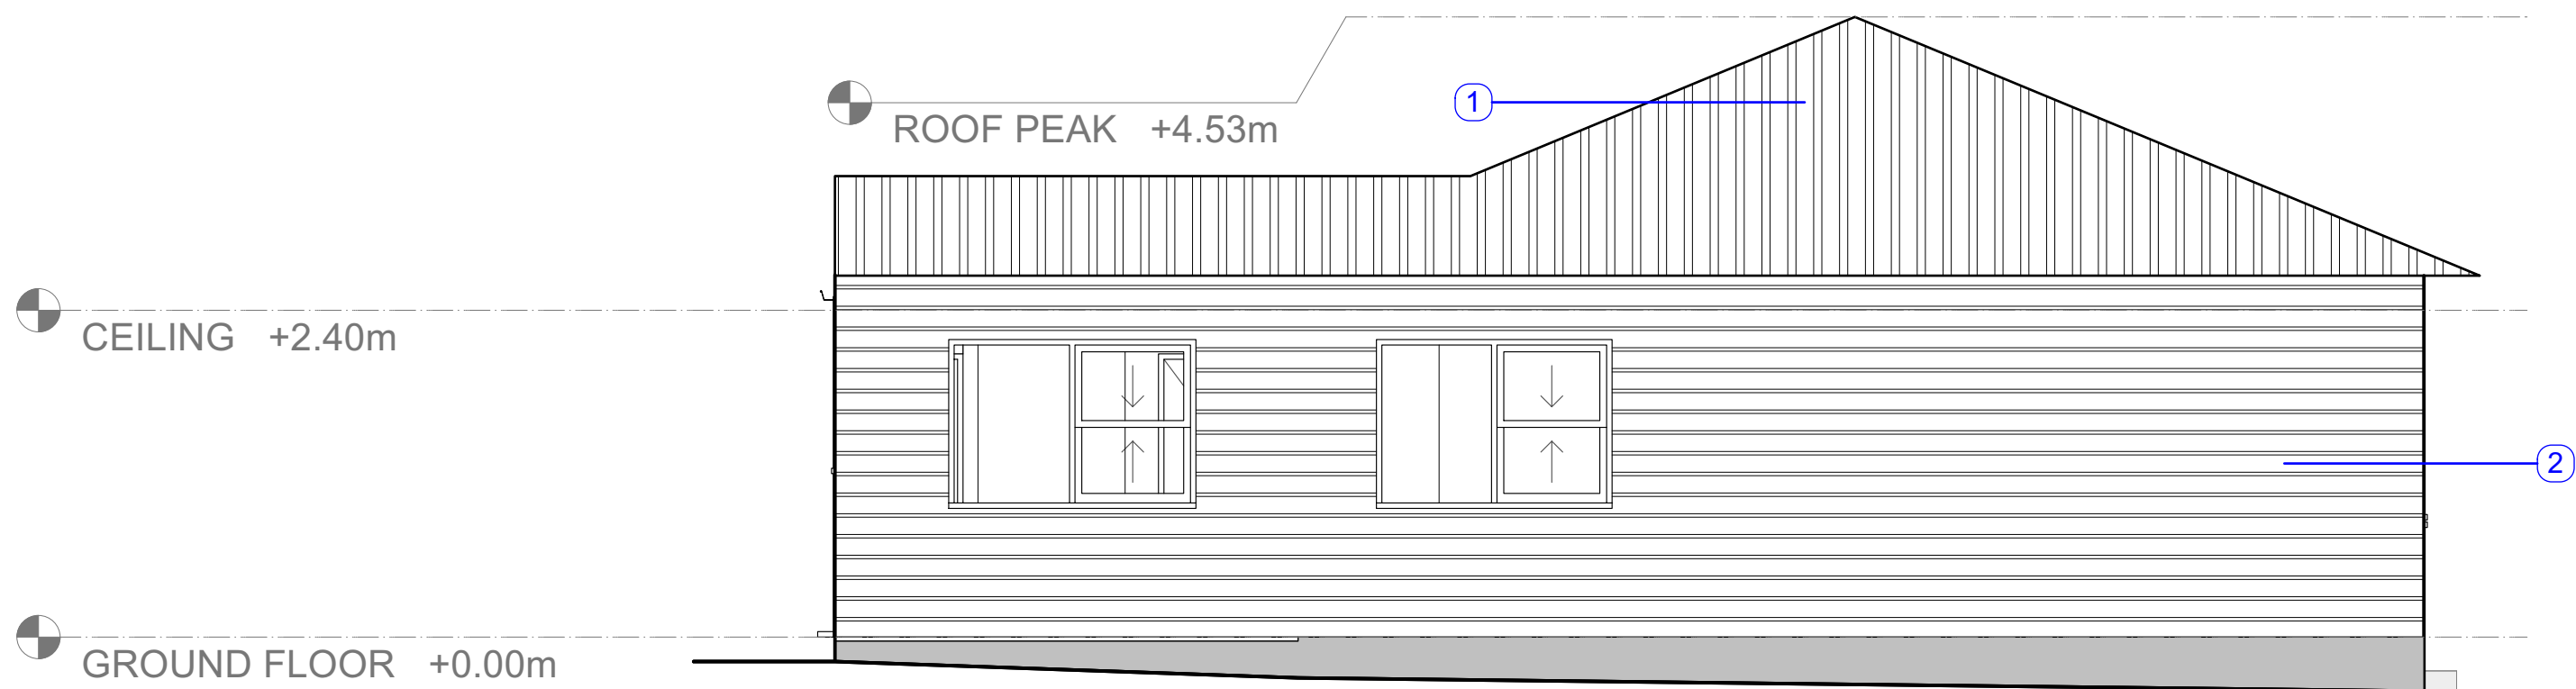 ROOF PEAK +4.53m
1
CEILING +2.40m
2
GROUND FLOOR +0.00m